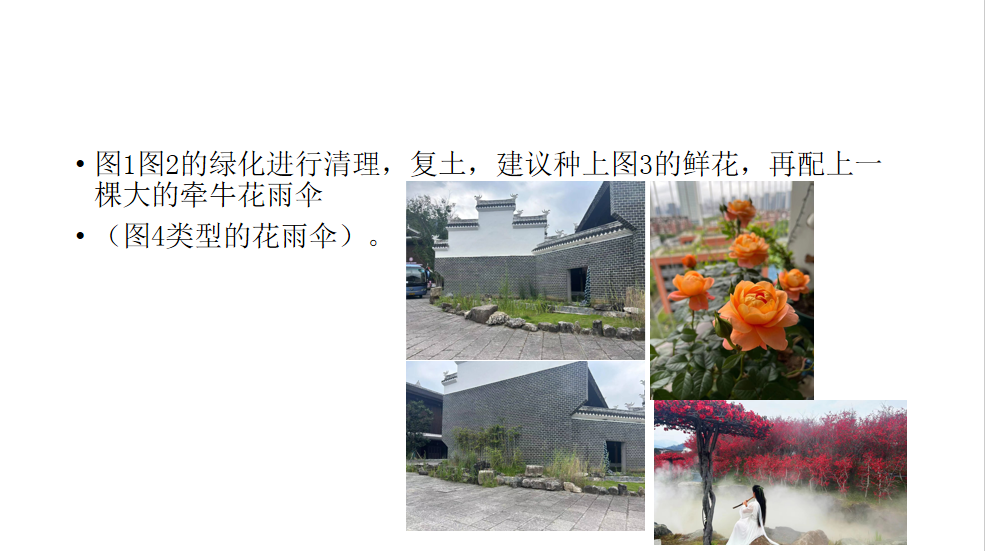 • 图1图2的绿化进行清理，复土，建议种上图3的鲜花，再配上一
棵大的牵牛花雨伞
• （图4类型的花雨伞）。